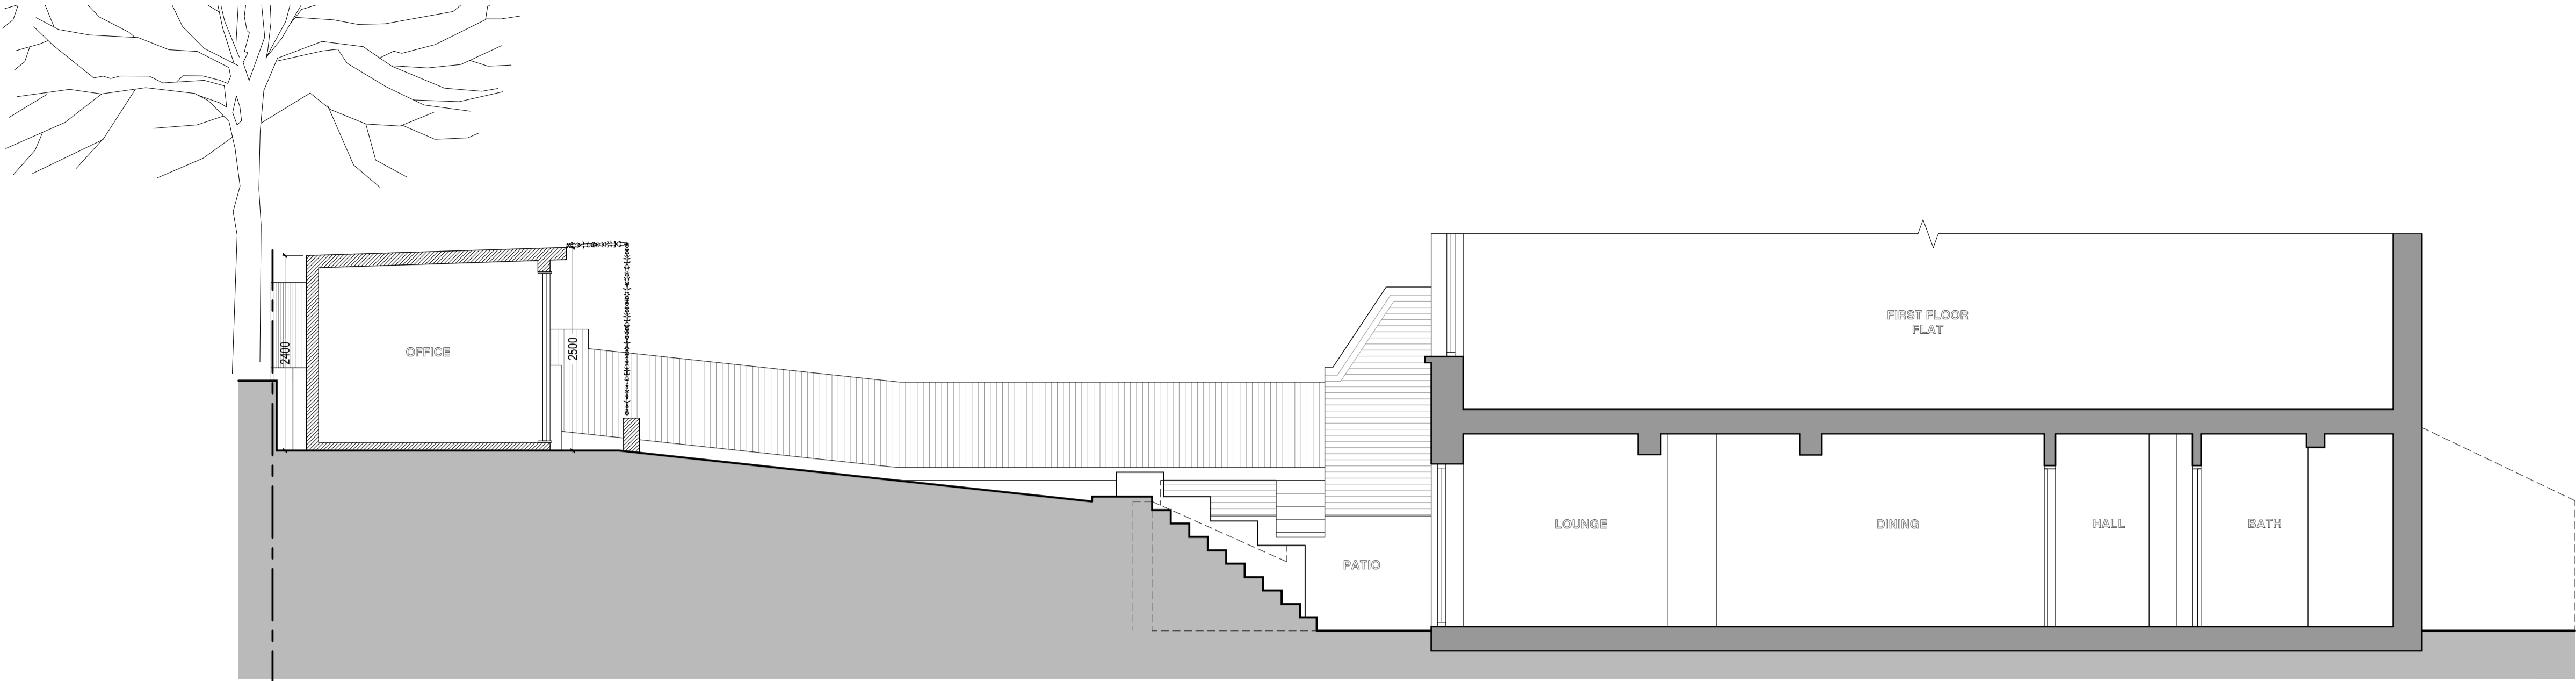 FIRST FLOOR
FLAT
2400
OFFICE
2500
LOUNGE
DINING
HALL
BATH
PATIO